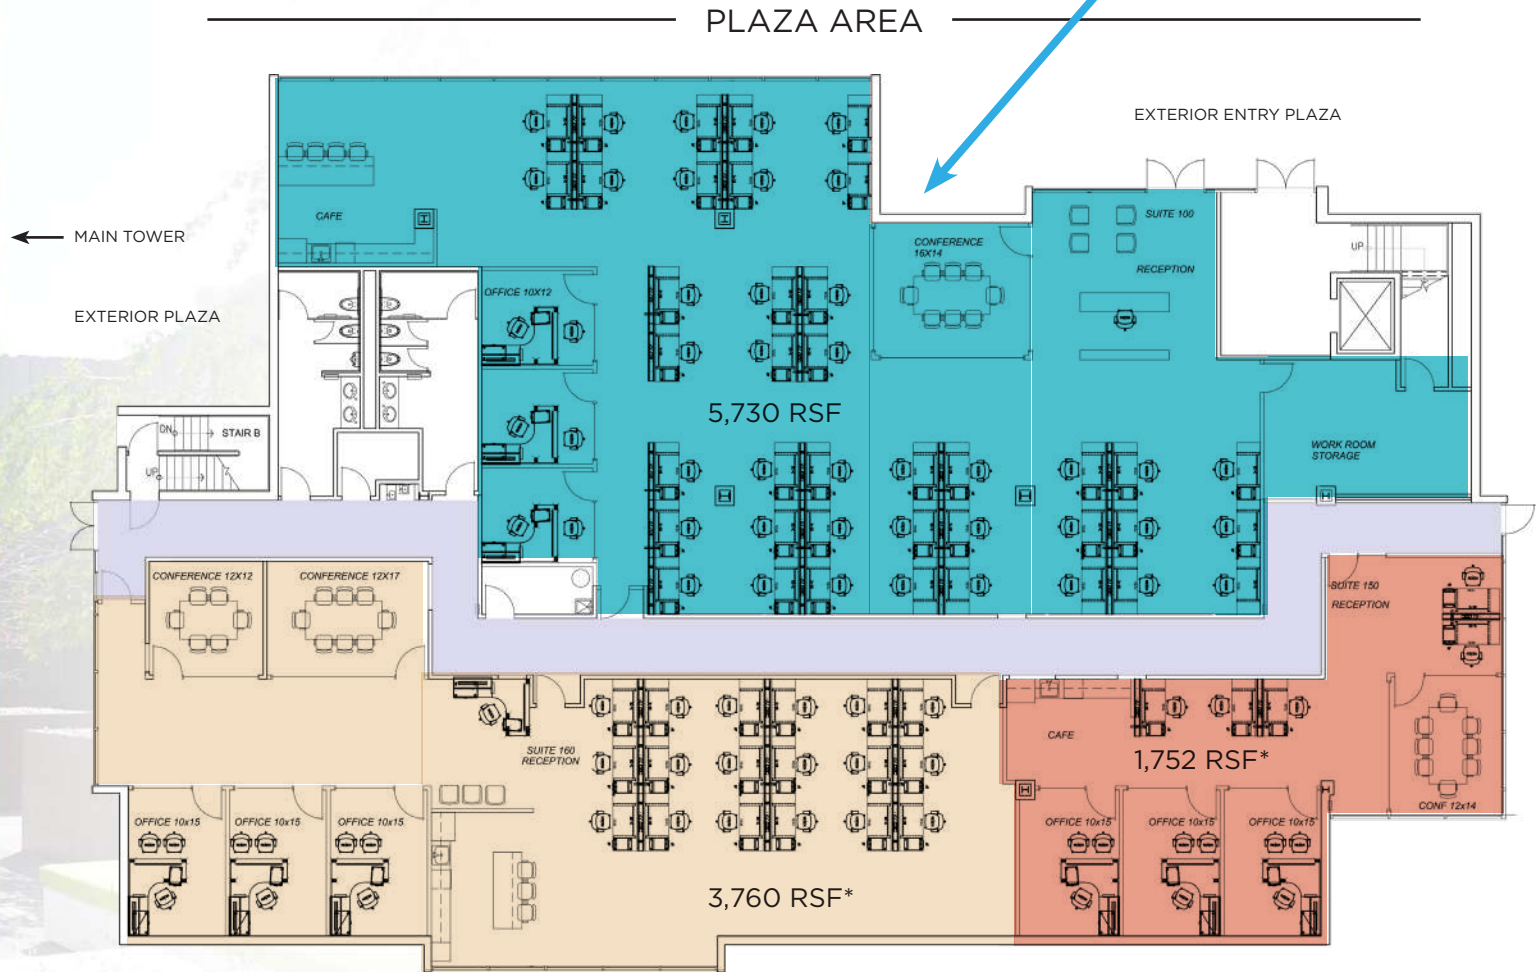 PLAZA AREA
EXTERIOR ENTRY PLAZA
MAIN TOWER
EXTERIOR PLAZA
CAFE
SUITE 100
RECEPTION
CONFERENCE
16X14
UP
OFFICE 10X12
5,730 RSF
WORK ROOM
STORAGE
DN
STAIR B
UP
CONFERENCE 12X12
CONFERENCE 12X17
SUITE 150
RECEPTION
SUITE 160
RECEPTION
CAFE
1,752 RSF*
CONF 12x14
OFFICE 10x15
OFFICE 10x15
OFFICE 10x15
OFFICE 10x15
OFFICE 10x15
OFFICE 10x15
3,760 RSF*